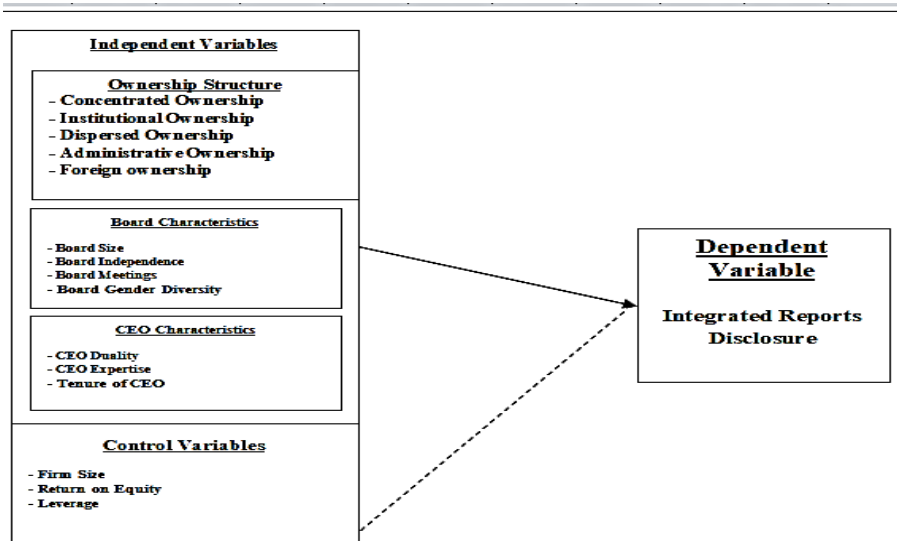 Independent Variables
Ownership Structure
- Concentrated Ownership
- Institutional Ownership
- Dispersed Ownership
- Administrative Ownership
- Foreign ownership
Board Characteristics
- Board Size
- Board Independence
- Board Meetings
- Board Gender Diversity
CEO Characteristics
- CEO Duality
- CEO Expertise
- Tenure of CEO
Control Variables
- Firm Size
- Return on Equity
- Leverage
Dependent
Variable
Integrated Reports
Disclosure